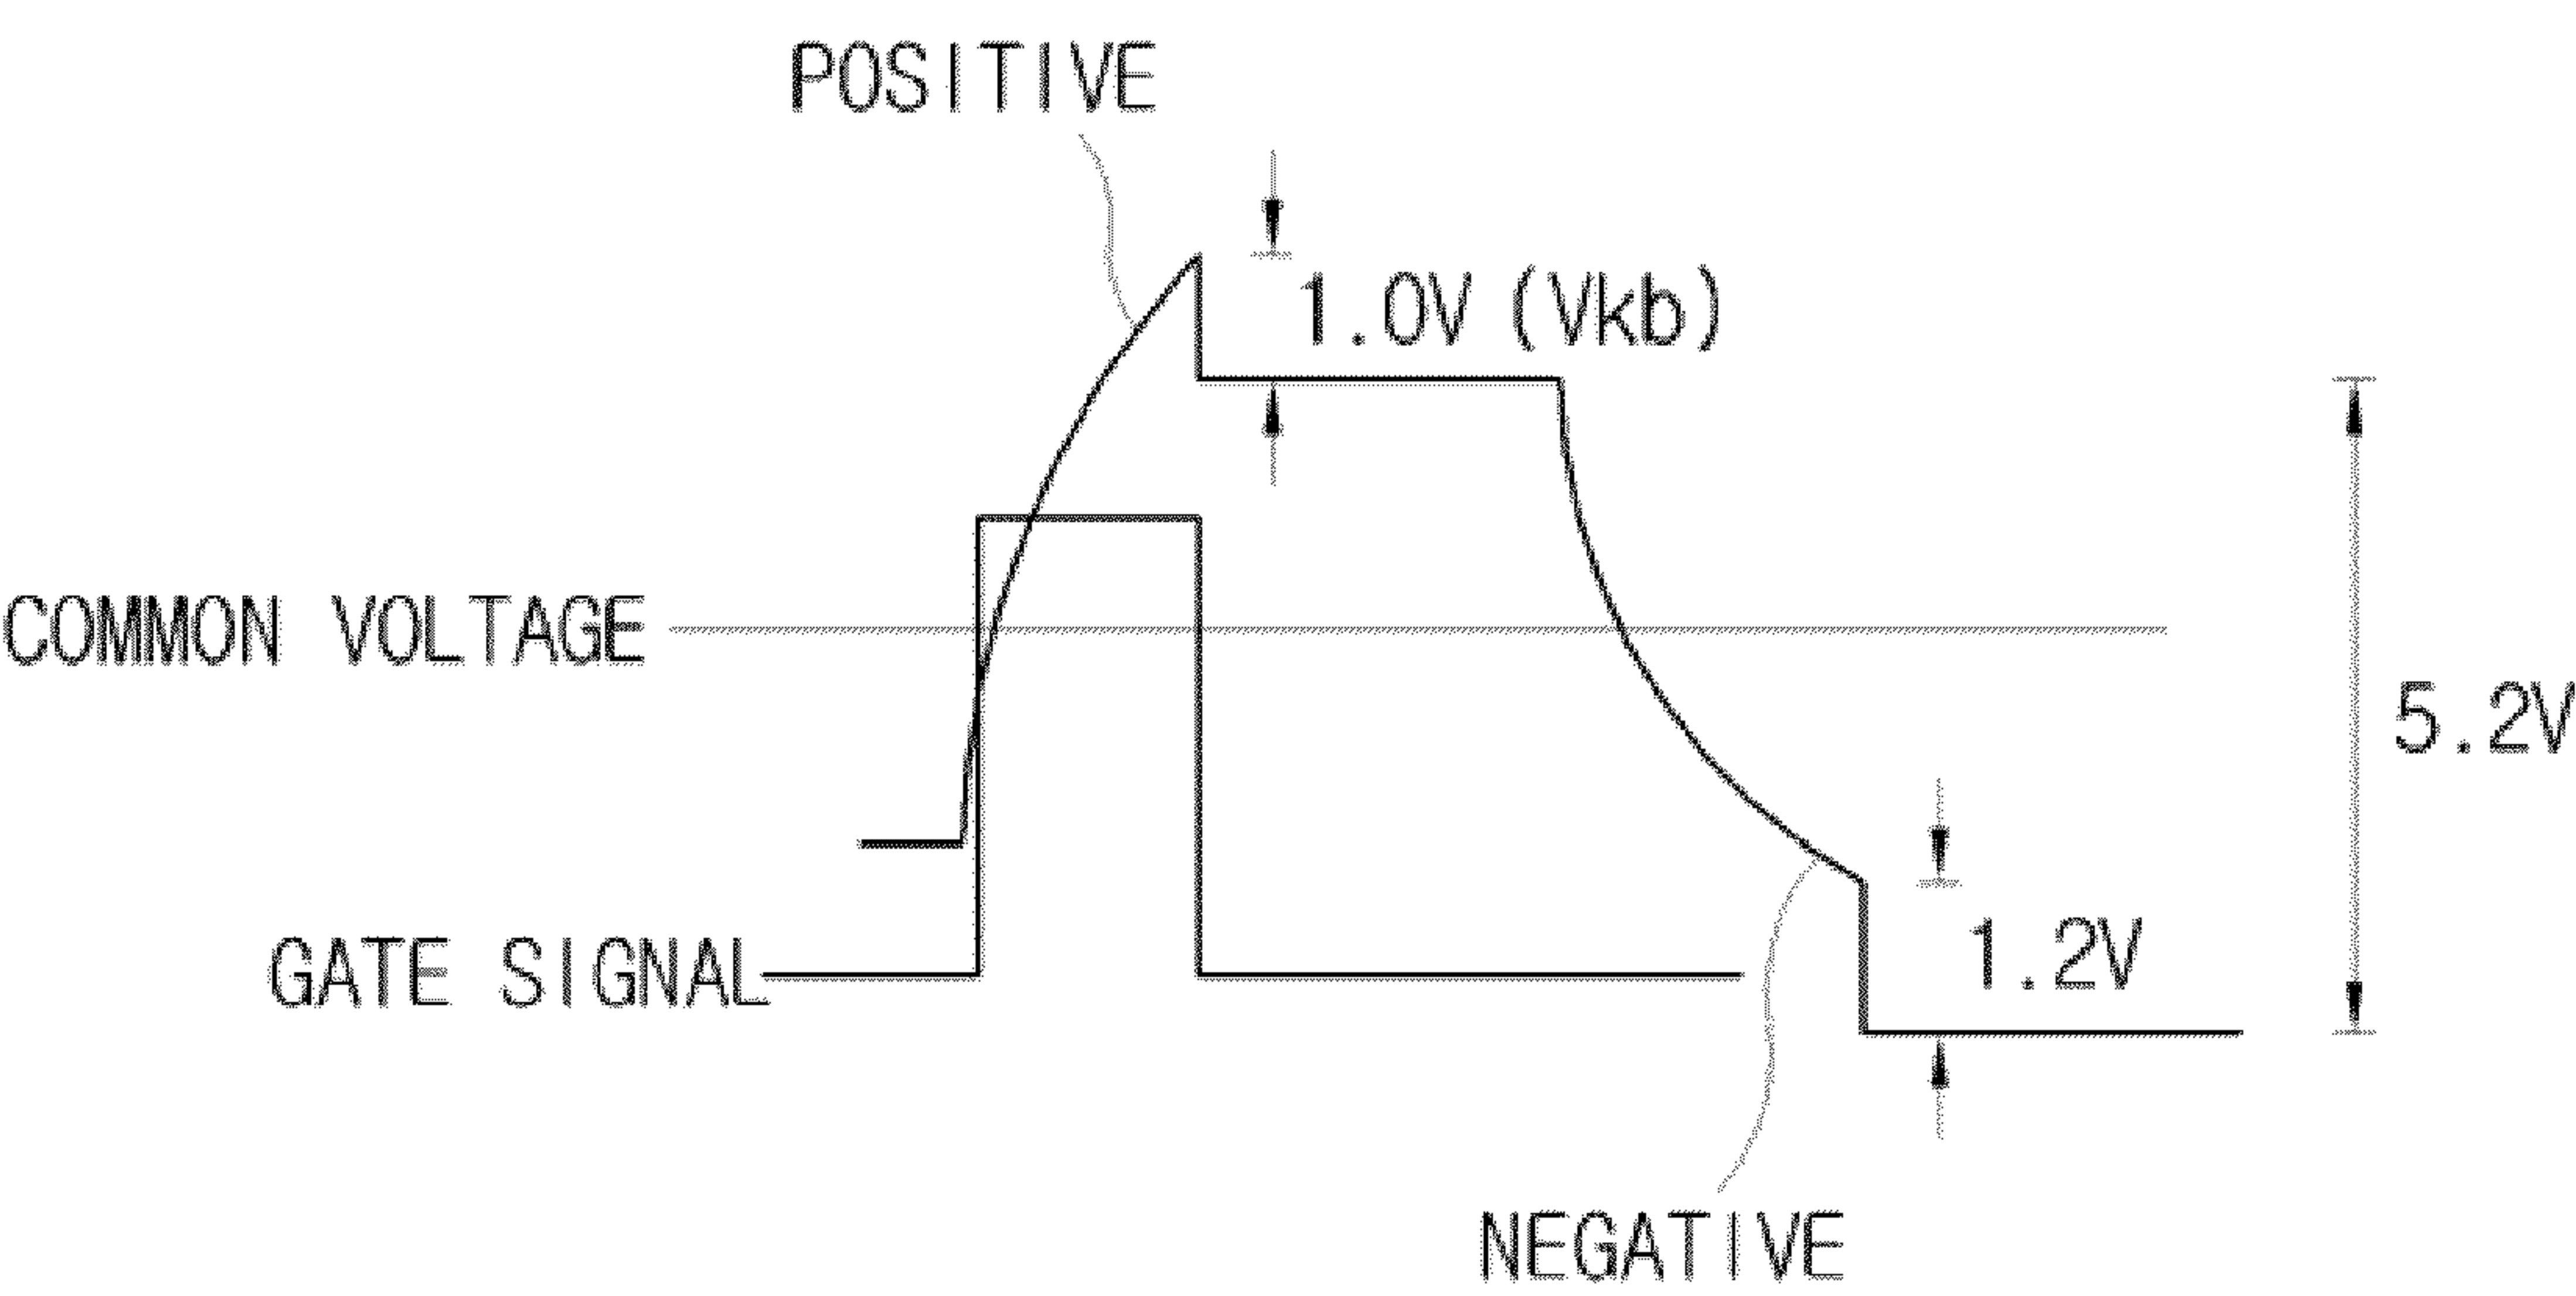 POSITIVE
1.0V (Vkb)
COMMON VOLTAGE
5.2V
GATE SIGNAL
1.2V
NEGATIVE